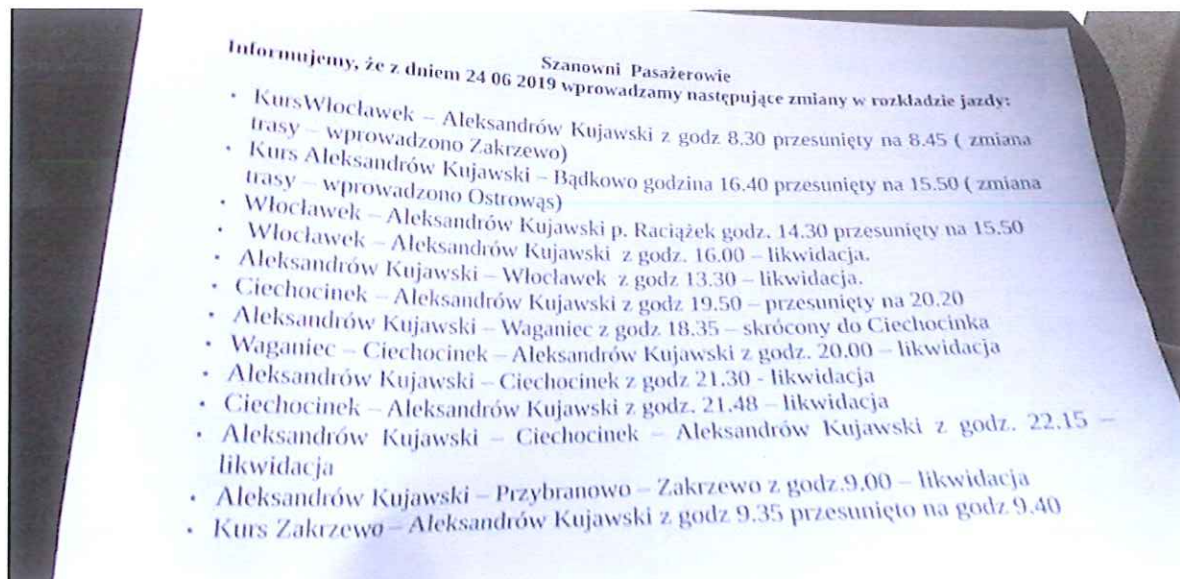 Szanowni Pasażerowie
Informujemy, że z dniem 24 06 2019 wprowadzamy następujące zmiany w rozkładzie jazdy:
• KursWłocławek – Aleksandrów Kujawski z godz 8.30 przesunięty na 8.45 ( zmiana
trasy – wprowadzono Zakrzewo)
• Kurs Aleksandrów Kujawski – Bądkowo godzina 16.40 przesunięty na 15.50 ( zmiana
trasy – wprowadzono Ostrowąs)
• Włocławek – Aleksandrów Kujawski p. Raciążek godz. 14.30 przesunięty na 15.50
• Włocławek – Aleksandrów Kujawski z godz. 16.00 – likwidacja.
• Aleksandrów Kujawski – Włocławek z godz 13.30 – likwidacja.
• Ciechocinek – Aleksandrów Kujawski z godz 19.50 – przesunięty na 20.20
• Aleksandrów Kujawski – Waganiec z godz 18.35 – skrócony do Ciechocinka
• Waganiec – Ciechocinek – Aleksandrów Kujawski z godz. 20.00 – likwidacja
• Aleksandrów Kujawski – Ciechocinek z godz 21.30 - likwidacja
• Ciechocinek – Aleksandrów Kujawski z godz. 21.48 – likwidacja
• Aleksandrów Kujawski – Ciechocinek – Aleksandrów Kujawski z godz. 22.15 –
likwidacja
• Aleksandrów Kujawski – Przybranowo – Zakrzewo z godz.9.00 – likwidacja
• Kurs Zakrzewo – Aleksandrów Kujawski z godz 9.35 przesunięto na godz 9.40